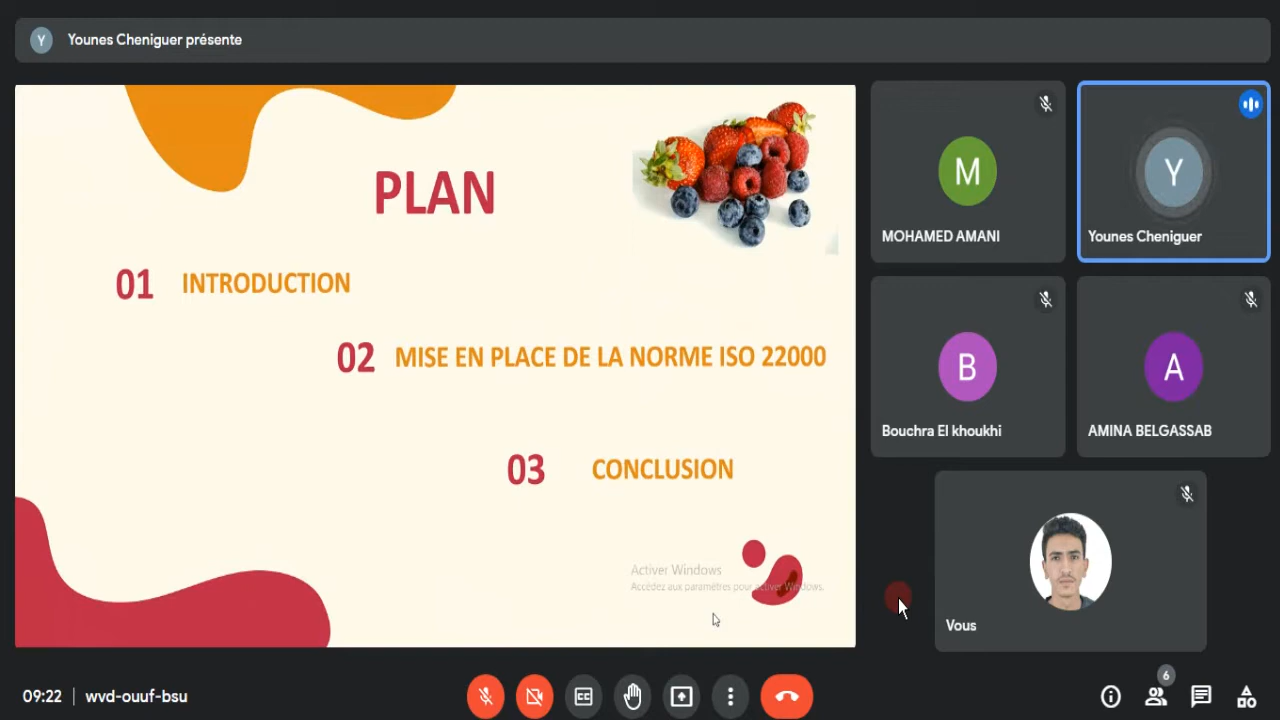 Y
Younes Cheniguer présente
PLAN
01 INTRODUCTION
02 MISE EN PLACE DE LA NORME ISO 22000
03 CONCLUSION
Activer Windows
Accédez aux paramètres pour activer Windows.
M
MOHAMED AMANI
Y
Younes Cheniguer
B
Bouchra El khoukhi
A
AMINA BELGASSAB
Vous
09:22 | wvd-ouuf-bsu
CC
6